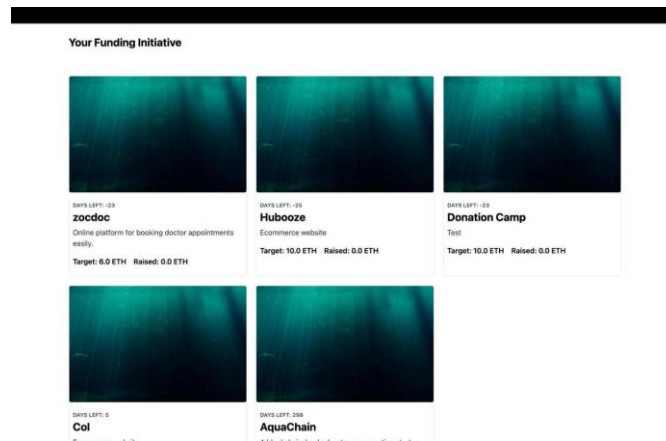 Your Funding Initiative
DAYS LEFT: -23
zocdoc
Online platform for booking doctor appointments
easily.
Target: 6.0 ETH Raised: 0.0 ETH
DAYS LEFT: -25
Hubooze
Ecommerce website
Target: 10.0 ETH Raised: 0.0 ETH
DAYS LEFT: -23
Donation Camp
Test
Target: 10.0 ETH Raised: 0.0 ETH
DAYS LEFT: 5
Col
DAYS LEFT: 298
AquaChain